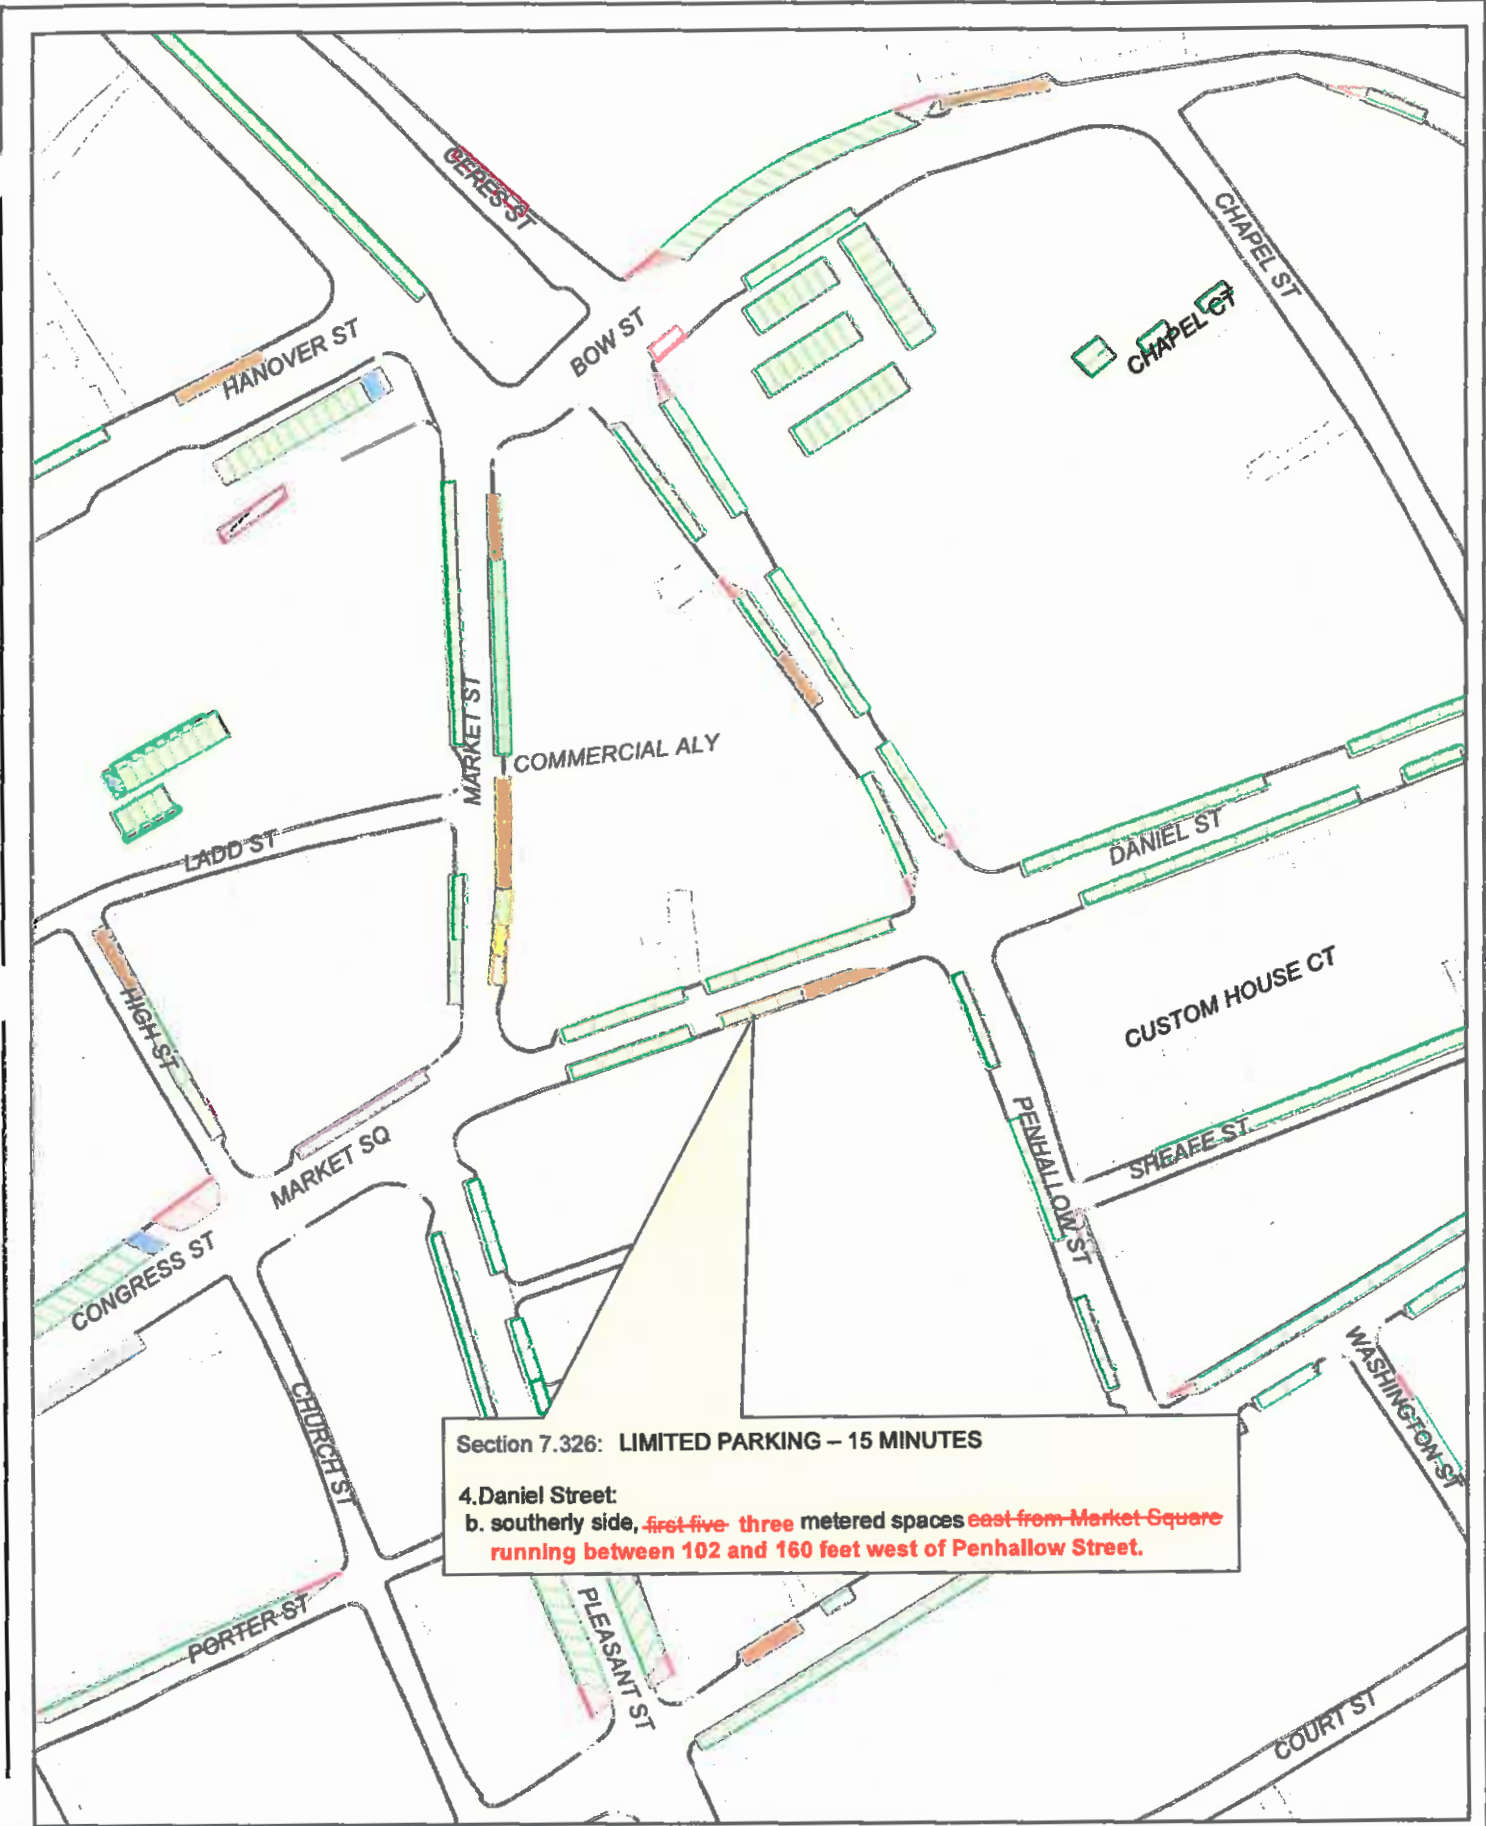 CERES ST
CHAPEL ST
BOW ST
CHAPEL CT
HANOVER ST
MARKET ST
COMMERCIAL ALY
DANIEL ST
LADD ST
CUSTOM HOUSE CT
HIGH ST
PENHALLOW ST
SHEAFE ST
MARKET SQ
CONGRESS ST
WASHINGTON ST
CHURCH ST
Section 7.326: LIMITED PARKING – 15 MINUTES
4.Daniel Street:
b. southerly side, first five three metered spaces east from Market Square
running between 102 and 160 feet west of Penhallow Street.
PORTER ST
PLEASANT ST
COURT ST